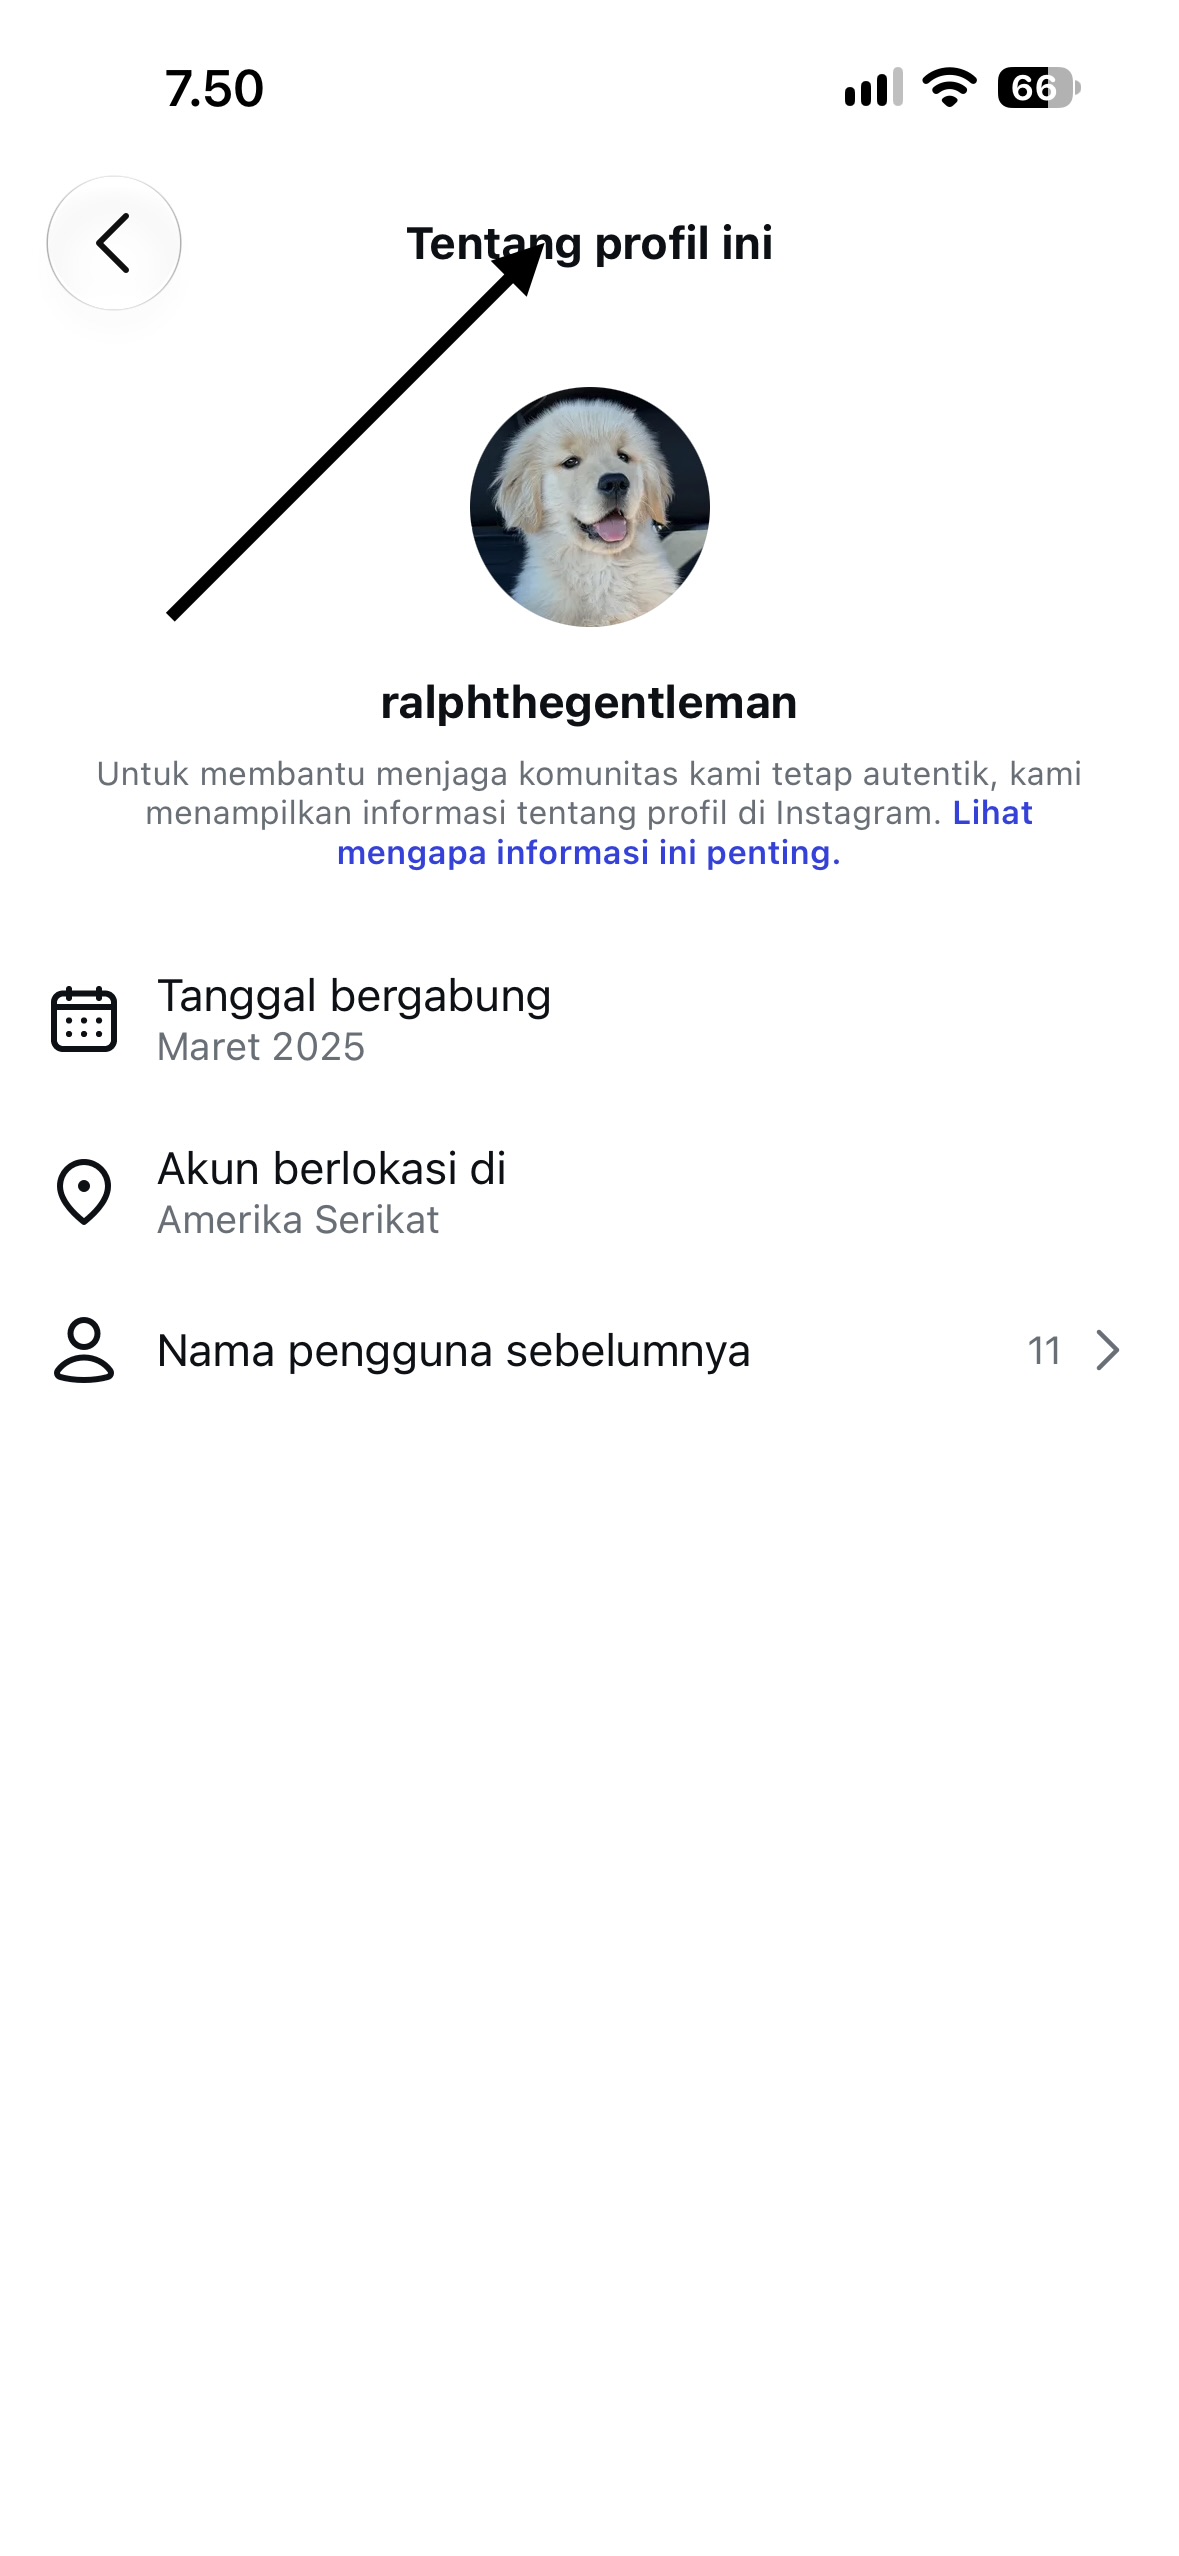 7.50
66
Tentang profil ini
ralphthegentleman
Untuk membantu menjaga komunitas kami tetap autentik, kami
menampilkan informasi tentang profil di Instagram. Lihat
mengapa informasi ini penting.
Tanggal bergabung
Maret 2025
Akun berlokasi di
Amerika Serikat
Nama pengguna sebelumnya 11